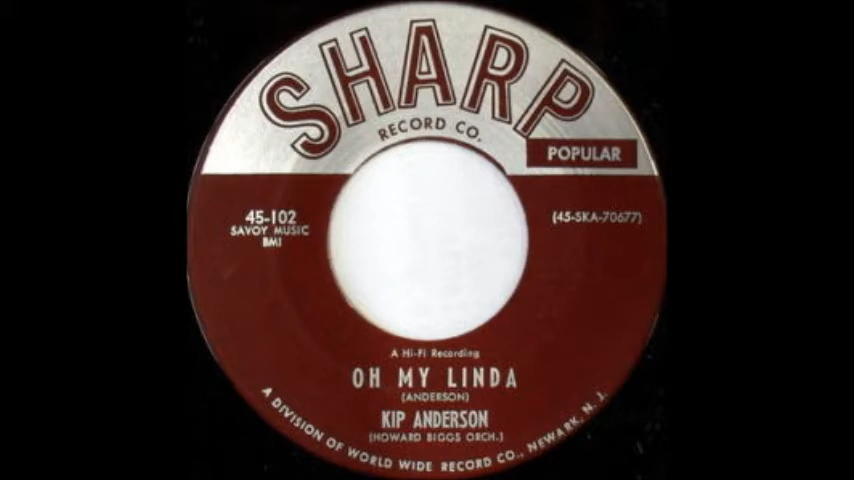 SHARP
RECORD CO.
POPULAR
45-102
SAVOY MUSIC
BMI
(45-SKA-70677)
A Hi-Fi Recording
OH MY LINDA
(ANDERSON)
KIP ANDERSON
(HOWARD BIGGS ORCH.)
A DIVISION OF WORLD WIDE RECORD CO., NEWARK, N. J.